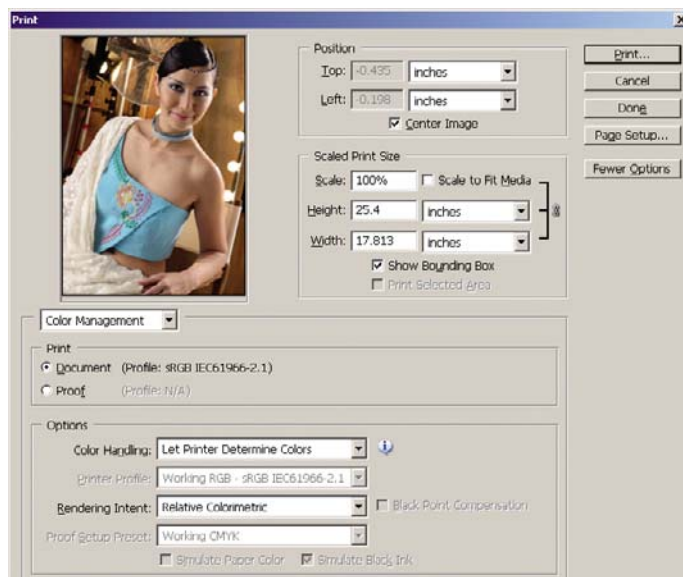 Print
X
Position
Top: -0.435 inches
Left: -0.198 inches
Center Image
Scaled Print Size
Scale: 100% Scale to Fit Media
Height: 25.4 inches
Width: 17.813 inches
Show Bounding Box
Print Selected Area
Print...
Cancel
Done
Page Setup...
Fewer Options
Color Management
Print
Document (Profile: sRGB IEC61966-2.1)
Proof (Profile: N/A)
Options
Color Handling: Let Printer Determine Colors
Printer Profile: Working RGB - sRGB IEC61966-2.1
Rendering Intent: Relative Colorimetric Black Point Compensation
Proof Setup Preset: Working CMYK
Simulate Paper Color Simulate Black Ink